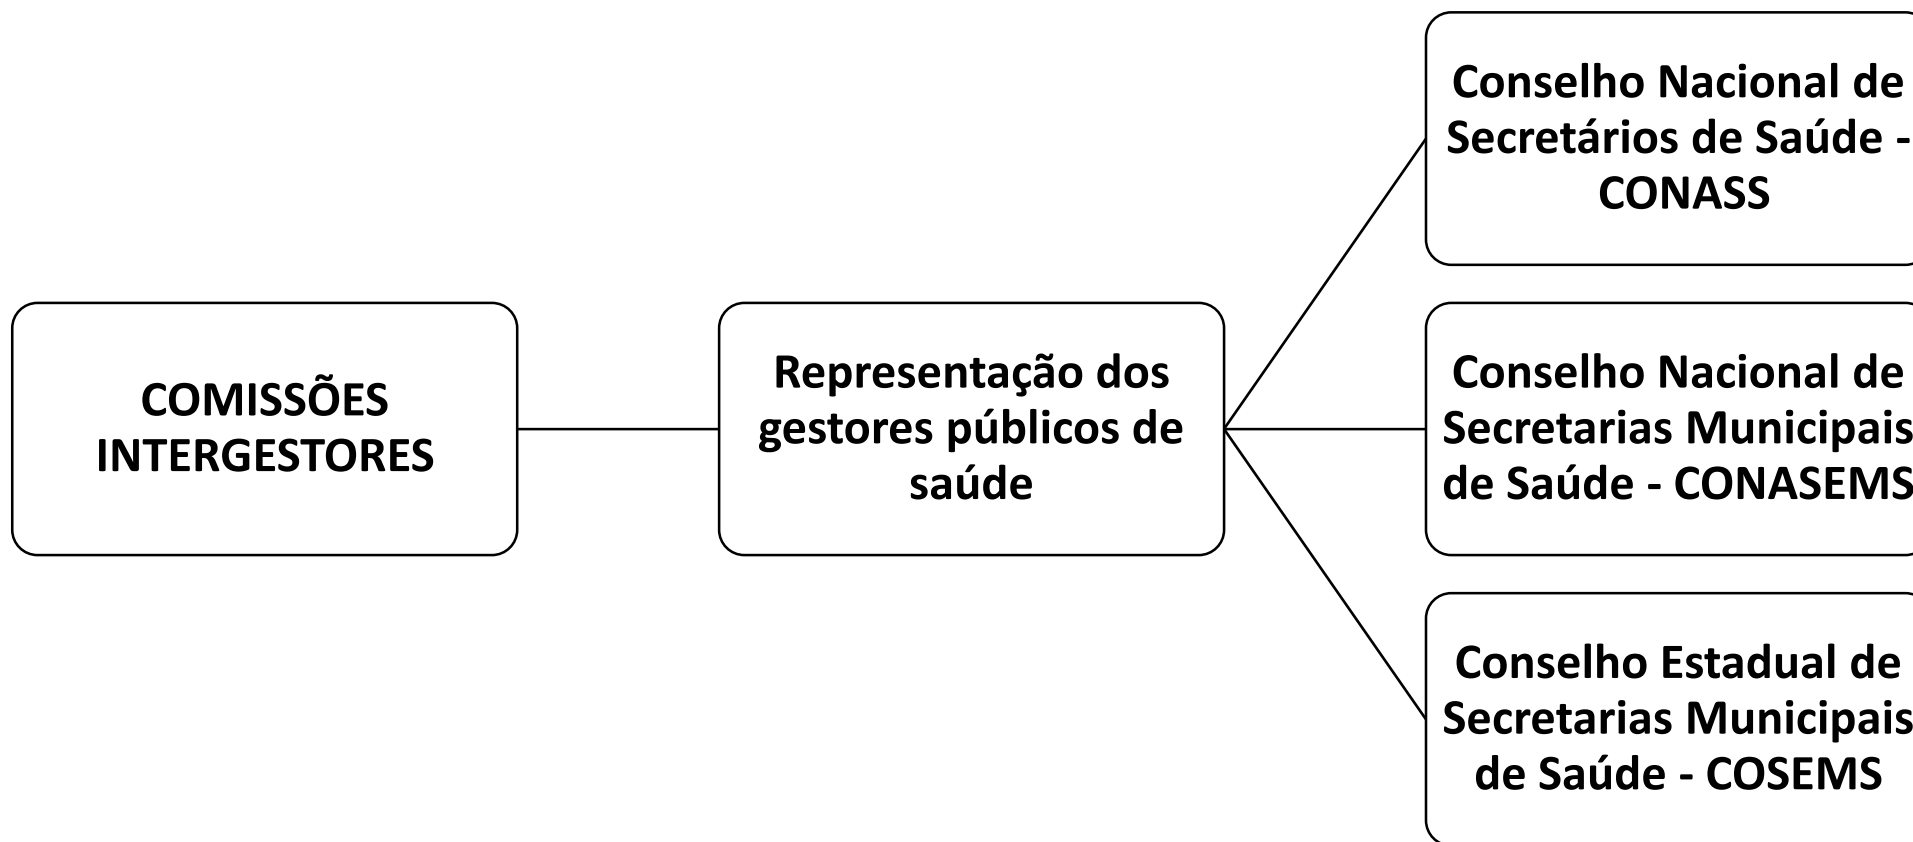 COMISSÕES
INTERGESTORES
Representação dos
gestores públicos de
saúde
Conselho Nacional de
Secretários de Saúde -
CONASS
Conselho Nacional de
Secretarias Municipais
de Saúde - CONASEMS
Conselho Estadual de
Secretarias Municipais
de Saúde - COSEMS